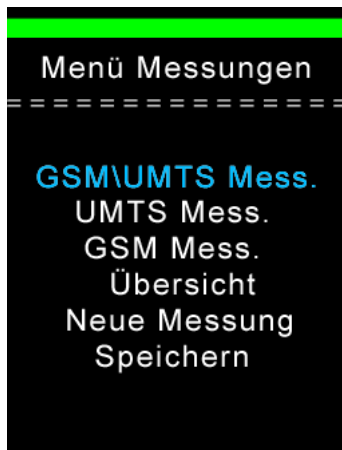 Menü Messungen
==================
GSM\UMTS Mess.
UMTS Mess.
GSM Mess.
Übersicht
Neue Messung
Speichern